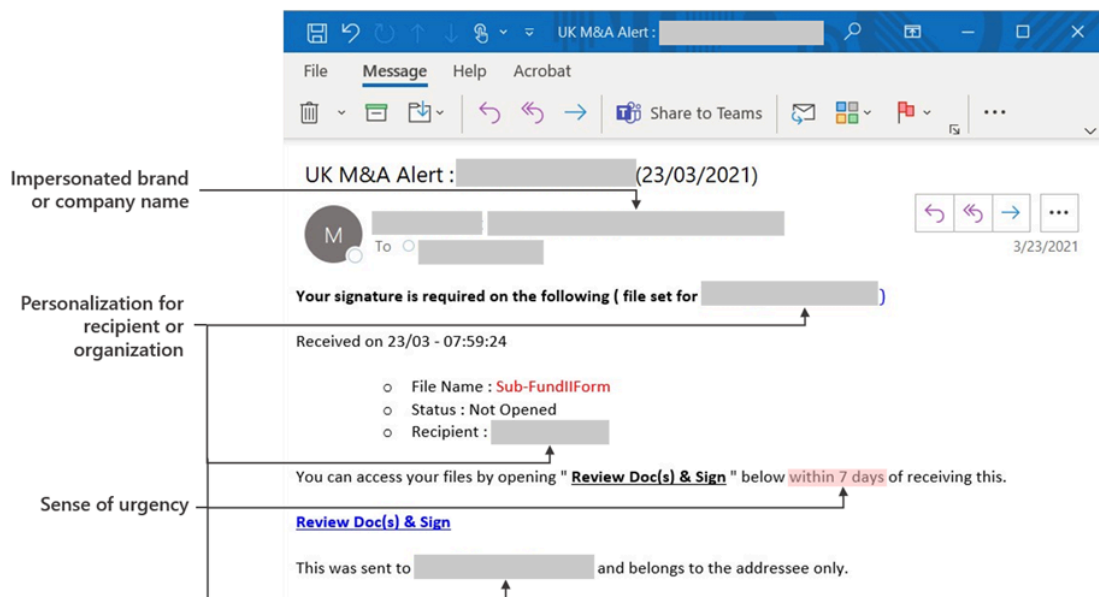 UK M&A Alert :
File Message Help Acrobat
Share to Teams
UK M&A Alert : (23/03/2021)
Impersonated brand
or company name
M
To
3/23/2021
Your signature is required on the following ( file set for )
Personalization for
recipient or
organization
Received on 23/03 - 07:59:24
o File Name : Sub-FundIIForm
o Status : Not Opened
o Recipient :
You can access your files by opening " Review Doc(s) & Sign " below within 7 days of receiving this.
Sense of urgency
Review Doc(s) & Sign
This was sent to and belongs to the addressee only.